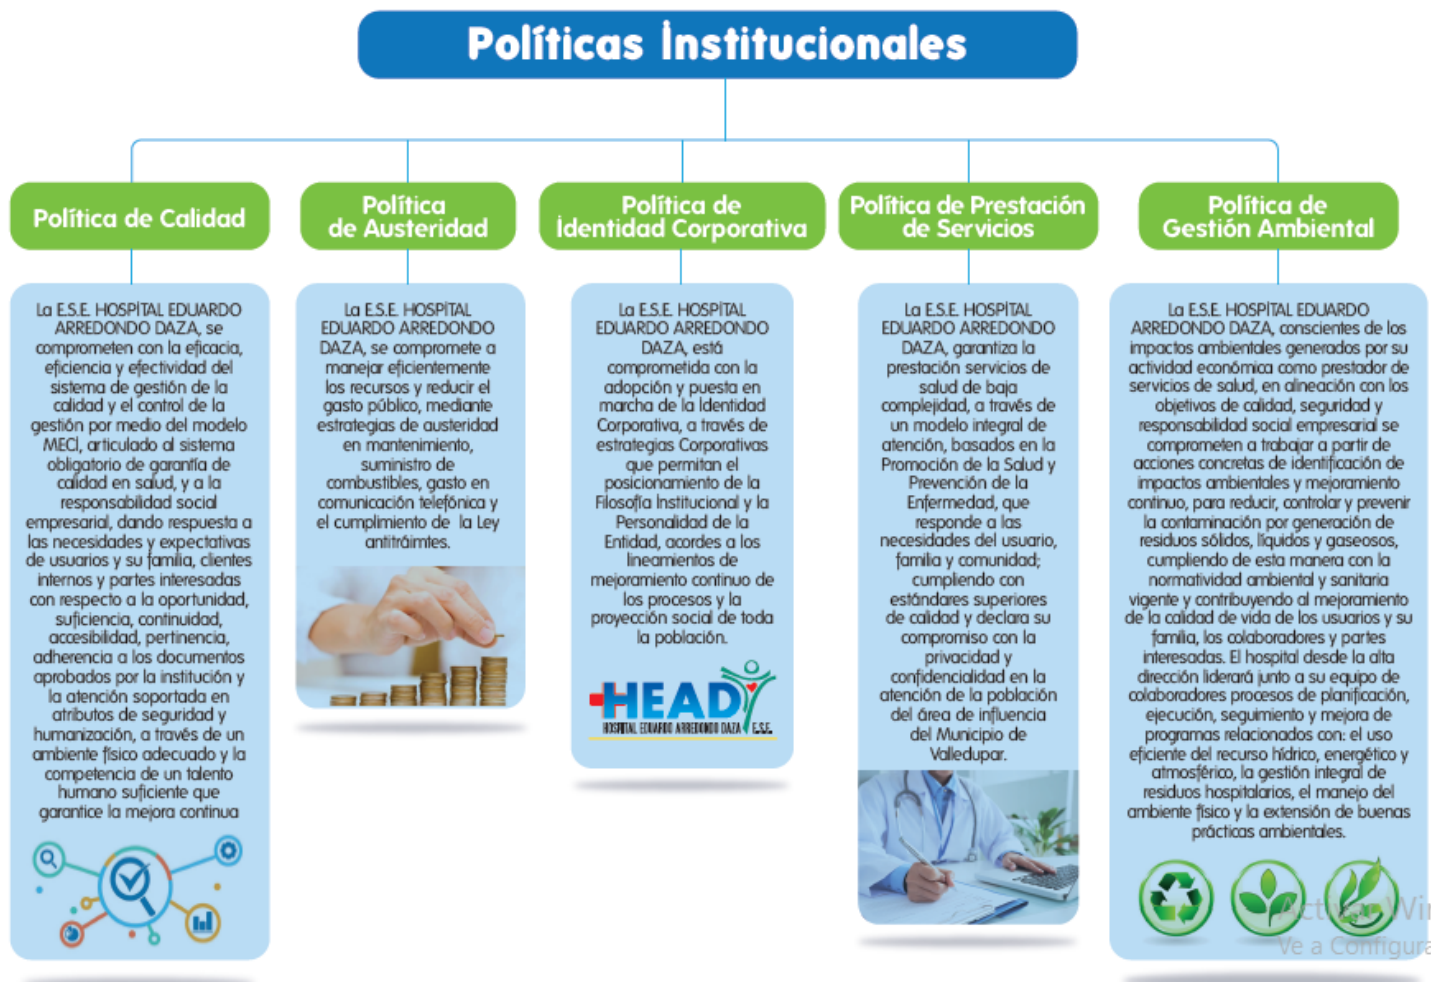 Políticas İnstitucionales
Política de Calidad
La E.S.E. HOSPİTAL EDUARDO
ARREDONDO DAZA, se
comprometen con la eficacia,
eficiencia y efectividad del
sistema de gestión de la
calidad y el control de la
gestión por medio del modelo
MECİ, articulado al sistema
obligatorio de garantía de
calidad en salud, y a la
responsabilidad social
empresarial, dando respuesta a
las necesidades y expectativas
de usuarios y su familia, clientes
internos y partes interesadas
con respecto a la oportunidad,
suficiencia, continuidad,
accesibilidad, pertinencia,
adherencia a los documentos
aprobados por la institución y
la atención soportada en
atributos de seguridad y
humanización, a través de un
ambiente físico adecuado y la
competencia de un talento
humano suficiente que
garantice la mejora continua
Política
de Austeridad
La E.S.E. HOSPİTAL
EDUARDO ARREDONDO
DAZA, se compromete a
manejar eficientemente
los recursos y reducir el
gasto público, mediante
estrategias de austeridad
en mantenimiento,
suministro de
combustibles, gasto en
comunicación telefónica y
el cumplimiento de la Ley
antitráimtes.
Política de
İdentidad Corporativa
La E.S.E. HOSPİTAL
EDUARDO ARREDONDO
DAZA, está
comprometida con la
adopción y puesta en
marcha de la İdentidad
Corporativa, a través de
estrategias Corporativas
que permitan el
posicionamiento de la
Filosofía İnstitucional y la
Personalidad de la
Entidad, acordes a los
lineamientos de
mejoramiento continuo de
los procesos y la
proyección social de toda
la población.
HEAD
HOSPITAL EDUARDO ARREDONDO DAZA E.S.E.
Política de Prestación
de Servicios
La E.S.E. HOSPİTAL
EDUARDO ARREDONDO
DAZA, garantiza la
prestación servicios de
salud de baja
complejidad, a través de
un modelo integral de
atención, basados en la
Promoción de la Salud y
Prevención de la
Enfermedad, que
responde a las
necesidades del usuario,
familia y comunidad;
cumpliendo con
estándares superiores
de calidad y declara su
compromiso con la
privacidad y
confidencialidad en la
atención de la población
del área de influencia
del Municipio de
Valledupar.
Política de
Gestión Ambiental
La E.S.E. HOSPİTAL EDUARDO
ARREDONDO DAZA, conscientes de los
impactos ambientales generados por su
actividad económica como prestador de
servicios de salud, en alineación con los
objetivos de calidad, seguridad y
responsabilidad social empresarial se
comprometen a trabajar a partir de
acciones concretas de identificación de
impactos ambientales y mejoramiento
continuo, para reducir, controlar y prevenir
la contaminación por generación de
residuos sólidos, líquidos y gaseosos,
cumpliendo de esta manera con la
normatividad ambiental y sanitaria
vigente y contribuyendo al mejoramiento
de la calidad de vida de los usuarios y su
familia, los colaboradores y partes
interesadas. El hospital desde la alta
dirección liderará junto a su equipo de
colaboradores procesos de planificación,
ejecución, seguimiento y mejora de
programas relacionados con: el uso
eficiente del recurso hídrico, energético y
atmosférico, la gestión integral de
residuos hospitalarios, el manejo del
ambiente físico y la extensión de buenas
prácticas ambientales.
Activar Wi
Ve a Configura